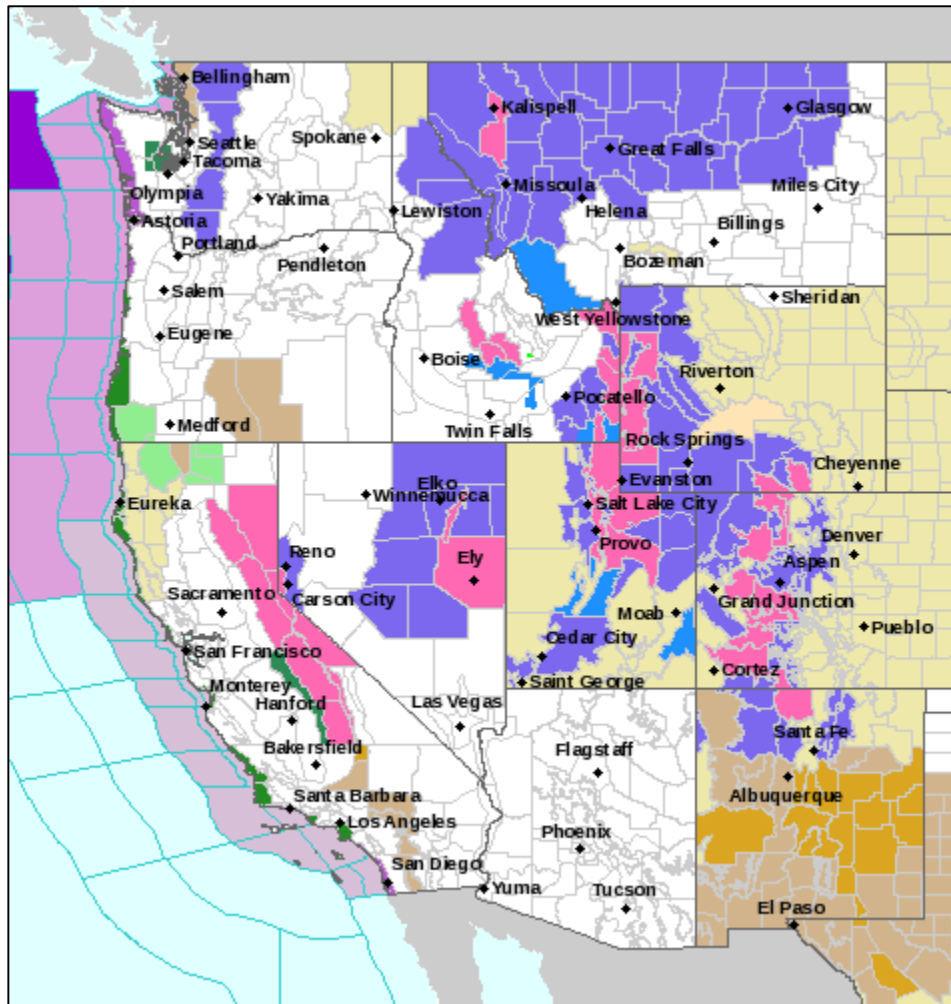 Bellingham
Kalispell
Glasgow
Seattle
Spokane
Great Falls
Tacoma
Olympia
Missoula
Miles City
Yakima
Lewiston
Helena
Astoria
Billings
Portland
Bozeman
Pendleton
Salem
Sheridan
West Yellowstone
Eugene
Boise
Riverton
Pocatello
Medford
Twin Falls
Rock Springs
Cheyenne
Elko
Evanston
Winnemucca
Eureka
Salt Lake City
Provo
Denver
Reno
Ely
Aspen
Sacramento
Carson City
Grand Junction
Moab
Pueblo
Cedar City
San Francisco
Cortez
Saint George
Monterey
Hanford
Las Vegas
Santa Fe
Bakersfield
Flagstaff
Albuquerque
Santa Barbara
Los Angeles
Phoenix
San Diego
Yuma
Tucson
El Paso